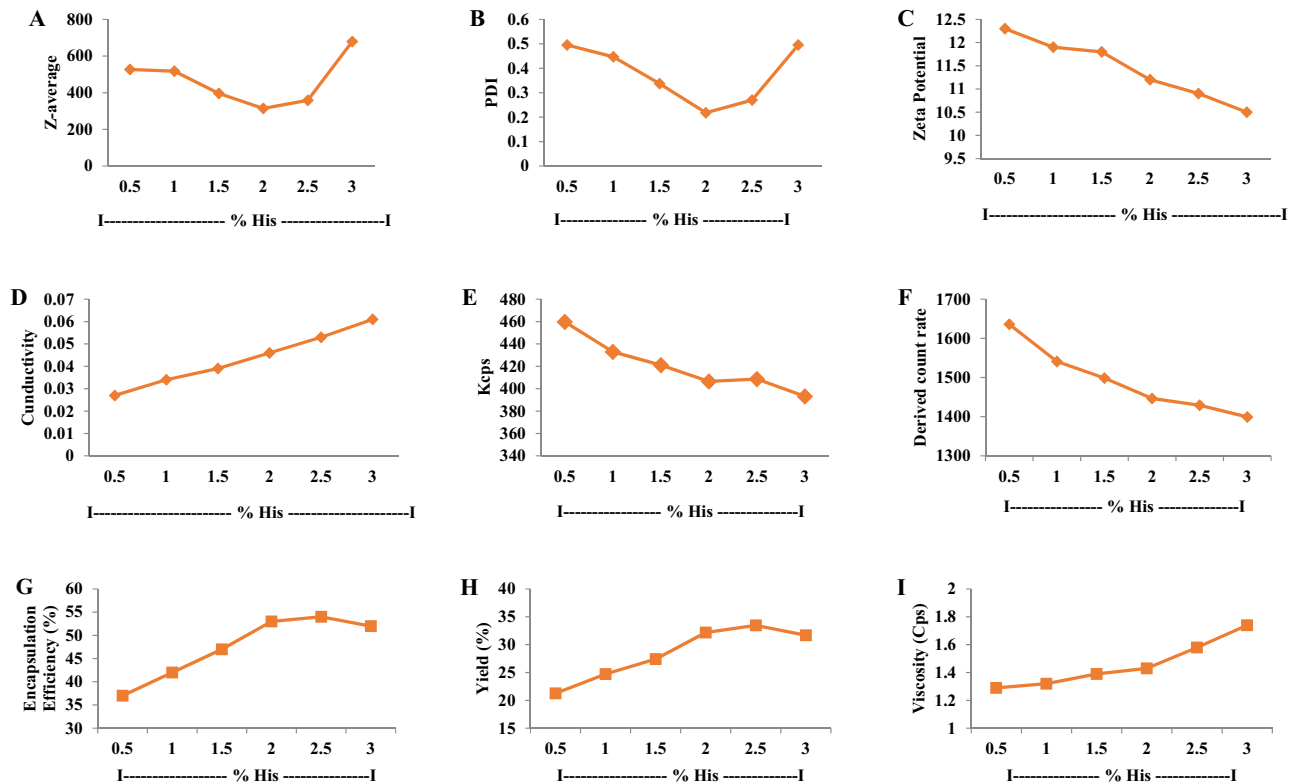 A
Z-average
800
600
400
200
0
0.5 1 1.5 2 2.5 3
I---------------------- % His -------------------I
B
PDI
0.6
0.5
0.4
0.3
0.2
0.1
0
0.5 1 1.5 2 2.5 3
I---------------- % His ---------------I
C
Zeta Potential
12.5
12
11.5
11
10.5
10
9.5
0.5 1 1.5 2 2.5 3
I------------------------ % His ---------------------I
D
Cunductivity
0.07
0.06
0.05
0.04
0.03
0.02
0.01
0
0.5 1 1.5 2 2.5 3
I-------------------------- % His -----------------------I
E
Kcps
480
460
440
420
400
380
360
340
0.5 1 1.5 2 2.5 3
I------------------ % His ---------------I
F
Derived count rate
1700
1600
1500
1400
1300
0.5 1 1.5 2 2.5 3
I----------------- % His ---------------I
G
Encapsulation
Efficiency (%)
60
55
50
45
40
35
30
0.5 1 1.5 2 2.5 3
I-------------------- % His -----------------I
H
Yield (%)
40
35
30
25
20
15
0.5 1 1.5 2 2.5 3
I------------------- % His ----------------I
I
Viscosity (Cps)
2
1.8
1.6
1.4
1.2
1
0.5 1 1.5 2 2.5 3
I------------------ % His ---------------I